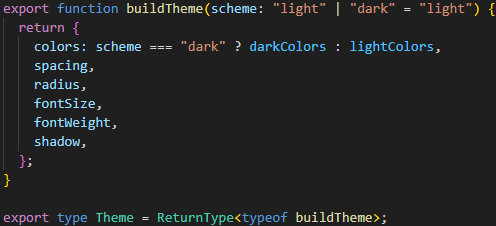 export function buildTheme(scheme: "light" | "dark" = "light") {
  return {
    colors: scheme === "dark" ? darkColors : lightColors,
    spacing,
    radius,
    fontSize,
    fontWeight,
    shadow,
  };
}

export type Theme = ReturnType<typeof buildTheme>;